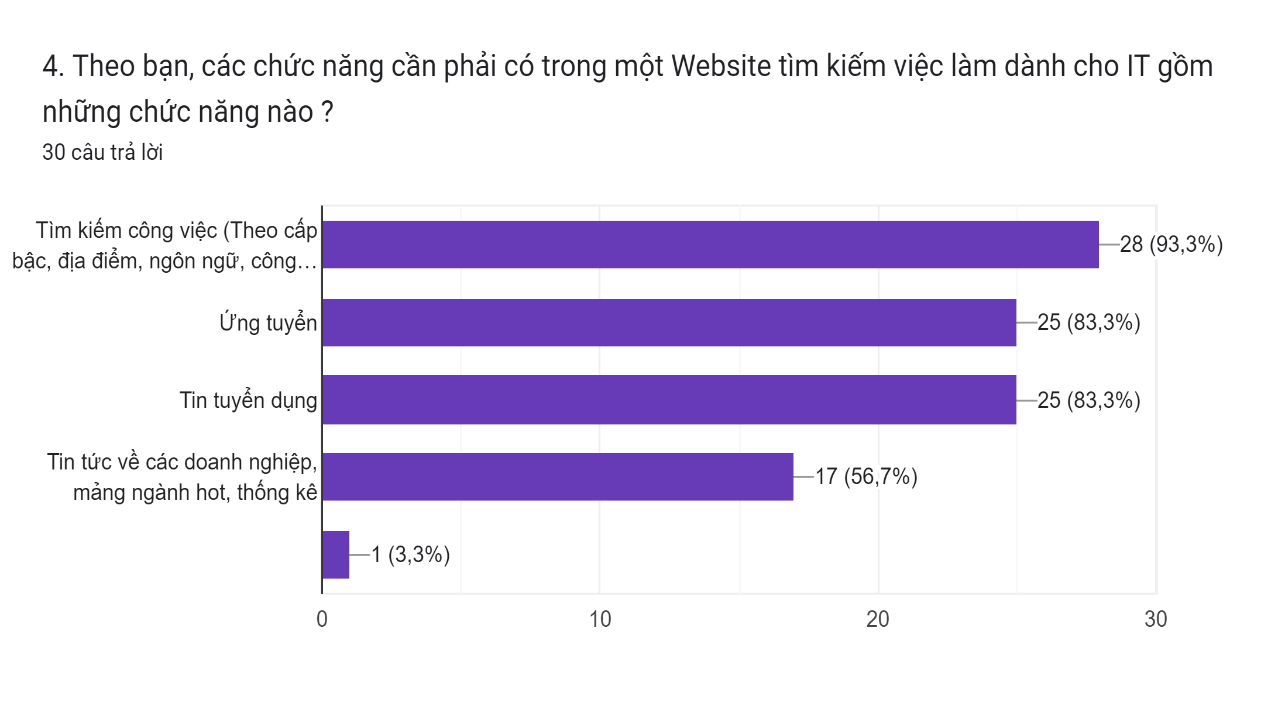 4. Theo bạn, các chức năng cần phải có trong một Website tìm kiếm việc làm dành cho IT gồm
những chức năng nào ?
30 câu trả lời
Tìm kiếm công việc (Theo cấp
bậc, địa điểm, ngôn ngữ, công…
28 (93,3%)
Ứng tuyển
25 (83,3%)
Tin tuyển dụng
25 (83,3%)
Tin tức về các doanh nghiệp,
mảng ngành hot, thống kê
17 (56,7%)
1 (3,3%)
0 10 20 30